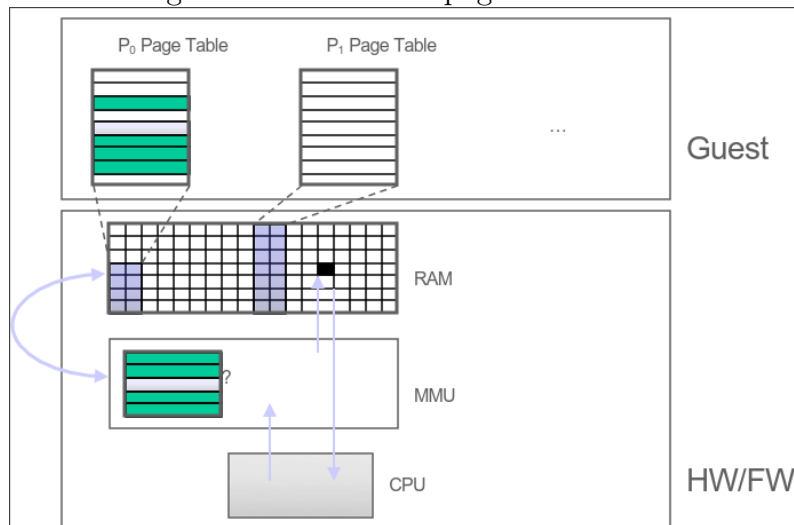 P0 Page Table
P1 Page Table
...
Guest
RAM
?
MMU
CPU
HW/FW